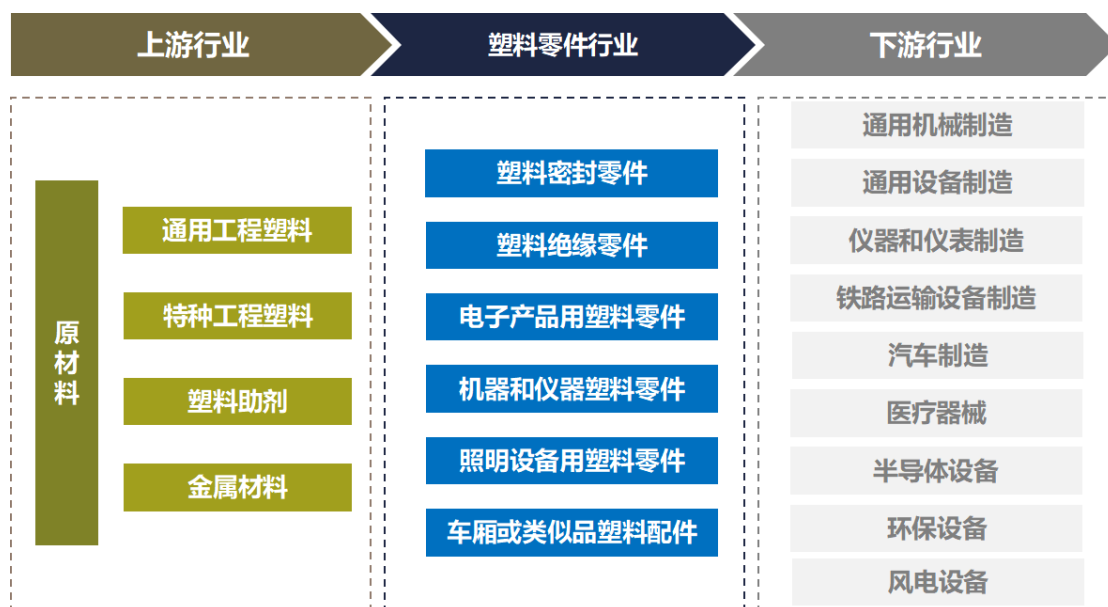 上游行业
塑料零件行业
下游行业
原材料
通用工程塑料
特种工程塑料
塑料助剂
金属材料
塑料密封零件
塑料绝缘零件
电子产品用塑料零件
机器和仪器塑料零件
照明设备用塑料零件
车厢或类似品塑料配件
通用机械制造
通用设备制造
仪器和仪表制造
铁路运输设备制造
汽车制造
医疗器械
半导体设备
环保设备
风电设备